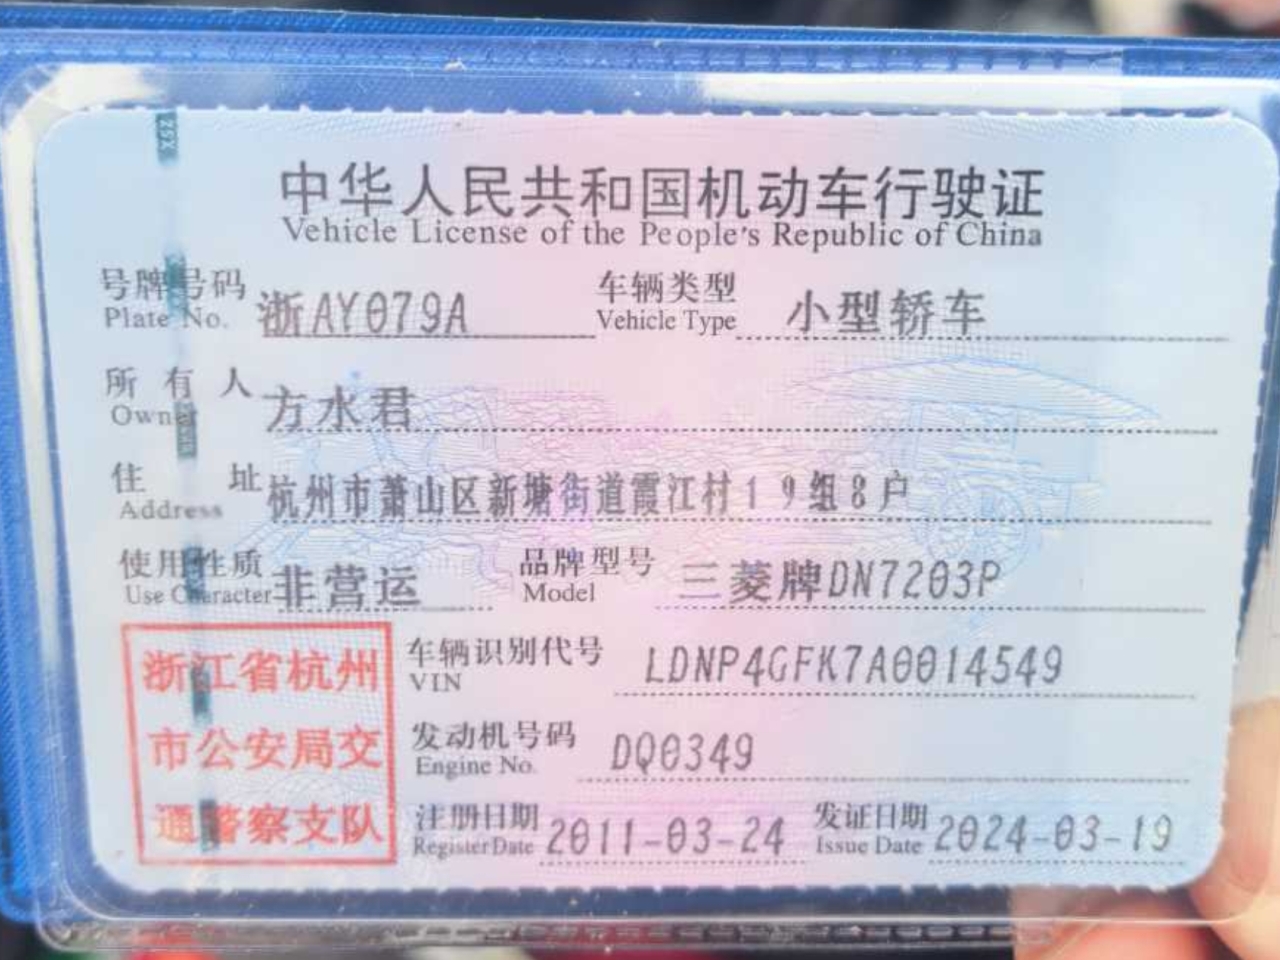 中华人民共和国机动车行驶证
Vehicle License of the People's Republic of China
号牌号码 浙AY079A 车辆类型 小型轿车
Plate No. Vehicle Type
所有人 方水君
Owner
住址 杭州市萧山区新塘街道霞江村19组8户
Address
使用性质 非营运 品牌型号 三菱牌DN7203P
Use Character Model
浙江省杭州
市公安局交
通警察支队
车辆识别代号 LDNP4GFK7A0014549
VIN
发动机号码 DQ0349
Engine No.
注册日期 2011-03-24 发证日期 2024-03-19
Register Date Issue Date